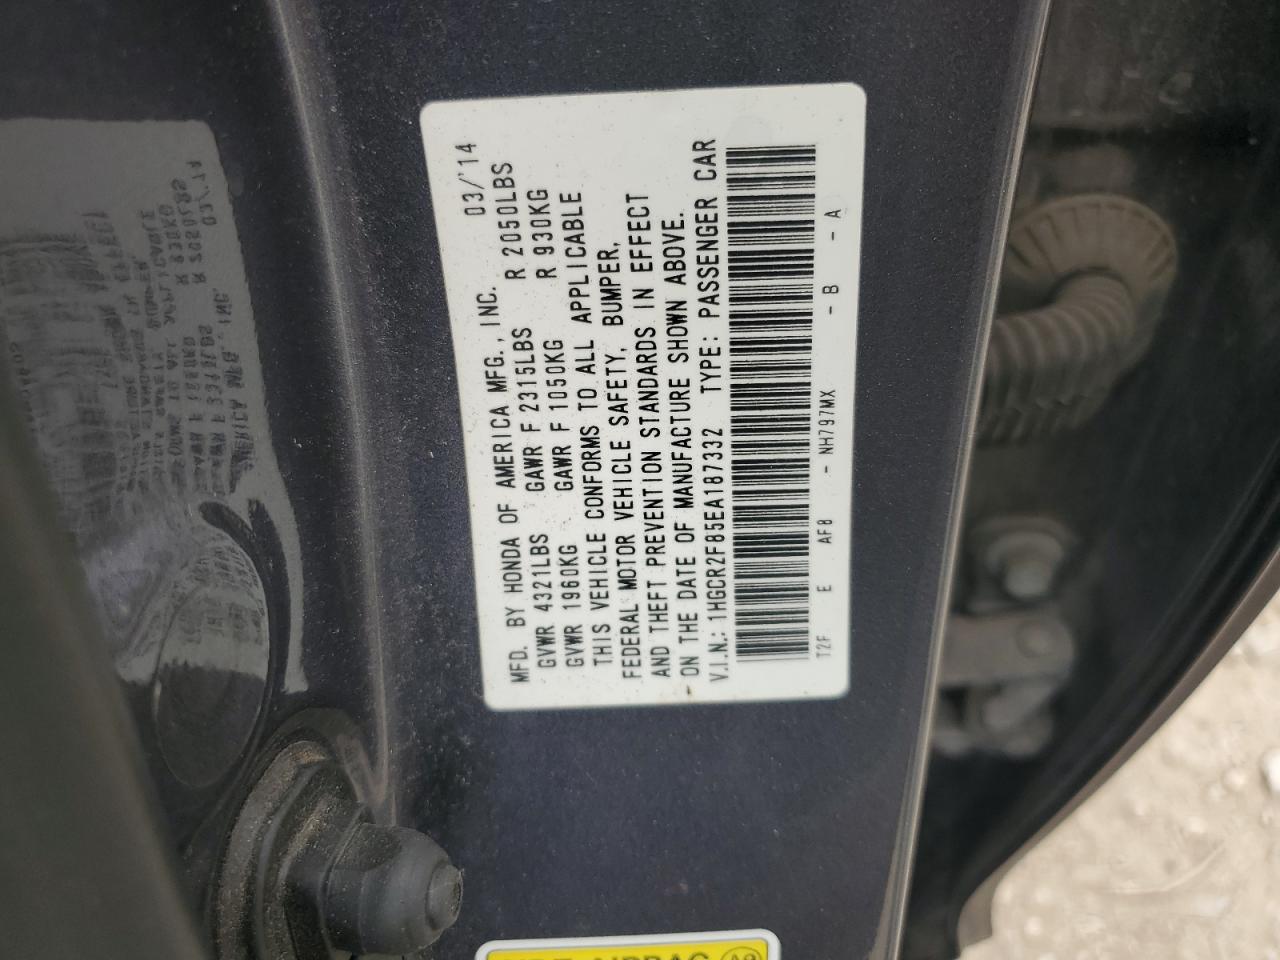 MFD. BY HONDA OF AMERICA MFG., INC. 03/'14
GVWR 4321LBS GAWR F 2315LBS R 2050LBS
GVWR 1960KG GAWR F 1050KG R 930KG
THIS VEHICLE CONFORMS TO ALL APPLICABLE
FEDERAL MOTOR VEHICLE SAFETY, BUMPER,
AND THEFT PREVENTION STANDARDS IN EFFECT
ON THE DATE OF MANUFACTURE SHOWN ABOVE.
V.I.N.: 1HGCR2F85EA187332 TYPE: PASSENGER CAR
T2F E AF8 - NH797MX - B - A
AIRBAG